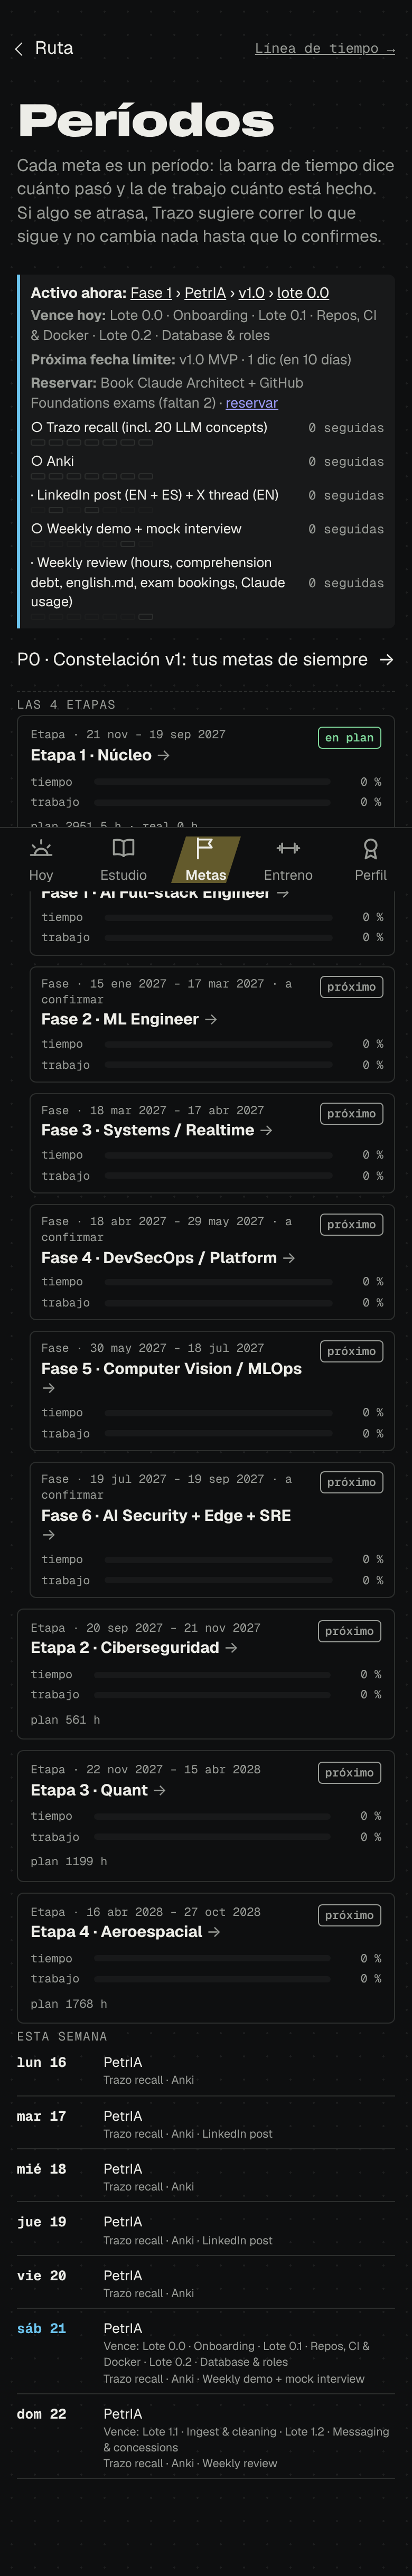 Ruta
Línea de tiempo →
Períodos
Cada meta es un período: la barra de tiempo dice
cuánto pasó y la de trabajo cuánto está hecho.
Si algo se atrasa, Trazo sugiere correr lo que
sigue y no cambia nada hasta que lo confirmes.
Activo ahora: Fase 1 › PetrIA › v1.0 › lote 0.0
Vence hoy: Lote 0.0 · Onboarding · Lote 0.1 · Repos, CI
& Docker · Lote 0.2 · Database & roles
Próxima fecha límite: v1.0 MVP · 1 dic (en 10 días)
Reservar: Book Claude Architect + GitHub
Foundations exams (faltan 2) · reservar
Trazo recall (incl. 20 LLM concepts) 0 seguidas
Anki 0 seguidas
· LinkedIn post (EN + ES) + X thread (EN)
Weekly demo + mock interview 0 seguidas
· Weekly review (hours, comprehension
debt, english.md, exam bookings, Claude 0 seguidas
usage)
P0 · Constelación v1: tus metas de siempre →
LAS 4 ETAPAS
Etapa · 21 nov – 19 sep 2027 en plan
Etapa 1 · Núcleo →
tiempo 0 %
trabajo 0 %
plan 2951,5 h · real 0 h
Hoy
Estudio
Metas
Entreno
Perfil
Fase 1 · AI Full-stack Engineer →
tiempo 0 %
trabajo 0 %
Fase · 15 ene 2027 – 17 mar 2027 · a próximo
confirmar
Fase 2 · ML Engineer →
tiempo 0 %
trabajo 0 %
Fase · 18 mar 2027 – 17 abr 2027 próximo
Fase 3 · Systems / Realtime →
tiempo 0 %
trabajo 0 %
Fase · 18 abr 2027 – 29 may 2027 · a próximo
confirmar
Fase 4 · DevSecOps / Platform →
tiempo 0 %
trabajo 0 %
Fase · 30 may 2027 – 18 jul 2027 próximo
Fase 5 · Computer Vision / MLOps
→
tiempo 0 %
trabajo 0 %
Fase · 19 jul 2027 – 19 sep 2027 · a próximo
confirmar
Fase 6 · AI Security + Edge + SRE
→
tiempo 0 %
trabajo 0 %
Etapa · 20 sep 2027 – 21 nov 2027 próximo
Etapa 2 · Ciberseguridad →
tiempo 0 %
trabajo 0 %
plan 561 h
Etapa · 22 nov 2027 – 15 abr 2028 próximo
Etapa 3 · Quant →
tiempo 0 %
trabajo 0 %
plan 1199 h
Etapa · 16 abr 2028 – 27 oct 2028 próximo
Etapa 4 · Aeroespacial →
tiempo 0 %
trabajo 0 %
plan 1768 h
ESTA SEMANA
lun 16 PetrIA
Trazo recall · Anki
mar 17 PetrIA
Trazo recall · Anki · LinkedIn post
mié 18 PetrIA
Trazo recall · Anki
jue 19 PetrIA
Trazo recall · Anki · LinkedIn post
vie 20 PetrIA
Trazo recall · Anki
sáb 21 PetrIA
Vence: Lote 0.0 · Onboarding · Lote 0.1 · Repos, CI &
Docker · Lote 0.2 · Database & roles
Trazo recall · Anki · Weekly demo + mock interview
dom 22 PetrIA
Vence: Lote 1.1 · Ingest & cleaning · Lote 1.2 · Messaging
& concessions
Trazo recall · Anki · Weekly review